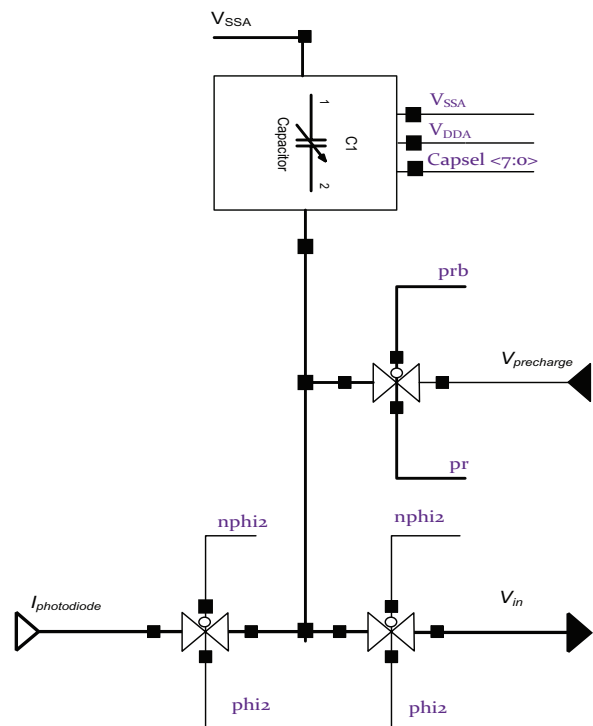 VSSA
1
C1
Capacitor
2
VSSA
VDDA
Capsel <7:0>
prb
Vprecharge
pr
nphi2
nphi2
Iphotodiode
Vin
phi2
phi2